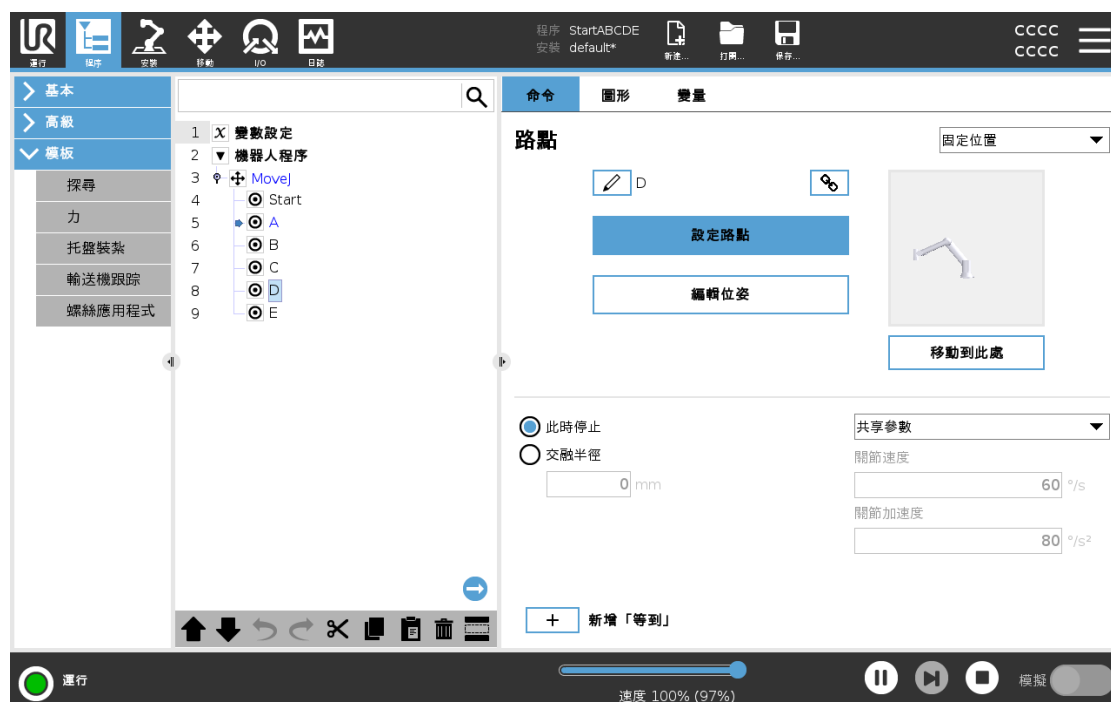 程序 StartABCDE
安裝 default*
cccc
cccc
運行
程序
安裝
移動
I/O
日誌
新建...
打開...
保存...
基本
高級
模板
探尋
力
托盤裝紮
輸送機跟踪
螺絲應用程式
1 X 變數設定
2 機器人程序
3 MoveJ
4 Start
5 A
6 B
7 C
8 D
9 E
命令 圖形 變量
路點
固定位置
D
設定路點
編輯位姿
移動到此處
此時停止
交融半徑
0 mm
共享參數
關節速度
60 °/s
關節加速度
80 °/s²
+ 新增「等到」
運行
速度 100% (97%)
模擬